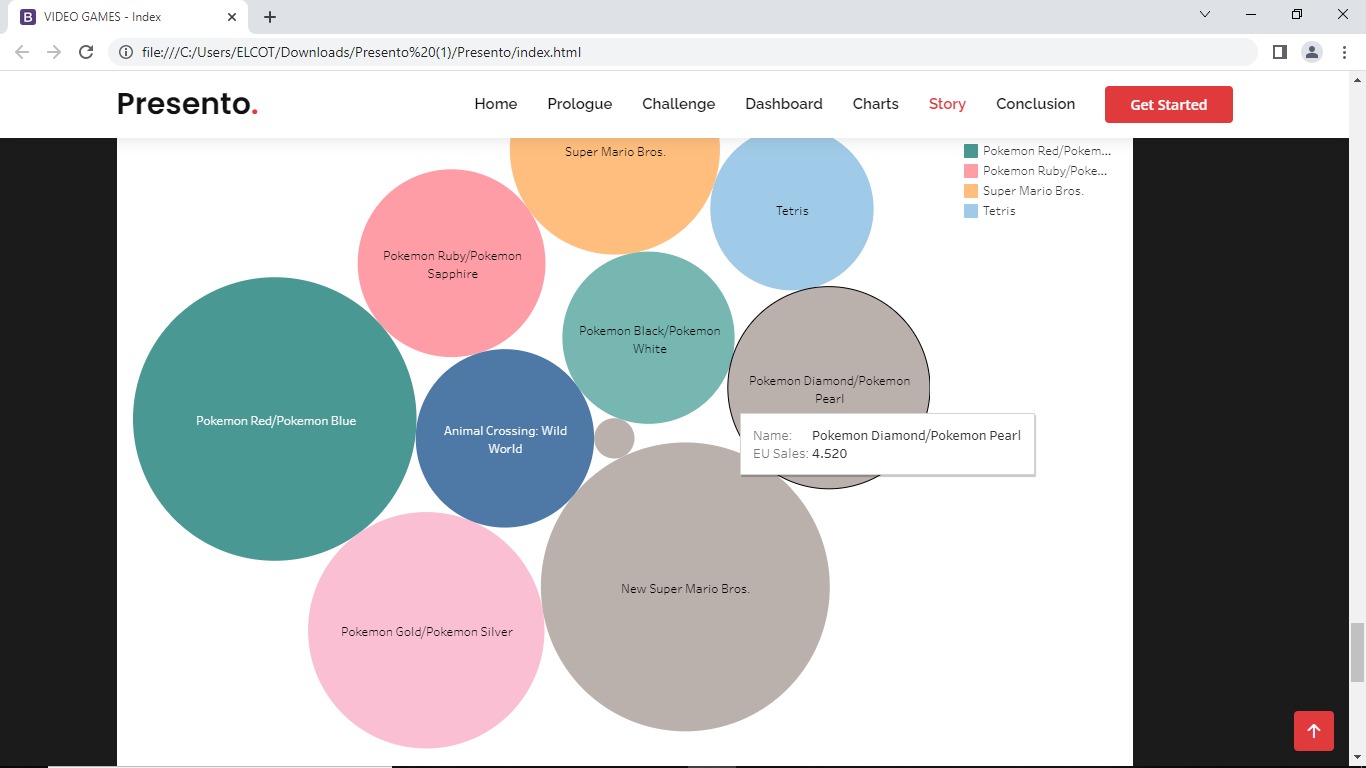 B VIDEO GAMES - Index
file:///C:/Users/ELCOT/Downloads/Presento%20(1)/Presento/index.html
Presento.
Home
Prologue
Challenge
Dashboard
Charts
Story
Conclusion
Get Started
Super Mario Bros.
Tetris
Pokemon Red/Pokem...
Pokemon Ruby/Poke...
Super Mario Bros.
Tetris
Pokemon Ruby/Pokemon
Sapphire
Pokemon Black/Pokemon
White
Pokemon Diamond/Pokemon
Pearl
Pokemon Red/Pokemon Blue
Animal Crossing: Wild
World
Name: Pokemon Diamond/Pokemon Pearl
EU Sales: 4.520
New Super Mario Bros.
Pokemon Gold/Pokemon Silver